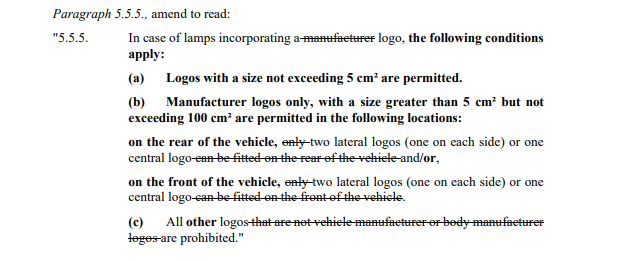 Paragraph 5.5.5., amend to read:
"5.5.5. In case of lamps incorporating a manufacturer logo, the following conditions
apply:
(a) Logos with a size not exceeding 5 cm² are permitted.
(b) Manufacturer logos only, with a size greater than 5 cm² but not
exceeding 100 cm² are permitted in the following locations:
on the rear of the vehicle, only two lateral logos (one on each side) or one
central logo can be fitted on the rear of the vehicle and/or,
on the front of the vehicle, only two lateral logos (one on each side) or one
central logo can be fitted on the front of the vehicle.
(c) All other logos that are not vehicle manufacturer or body manufacturer
logos are prohibited."